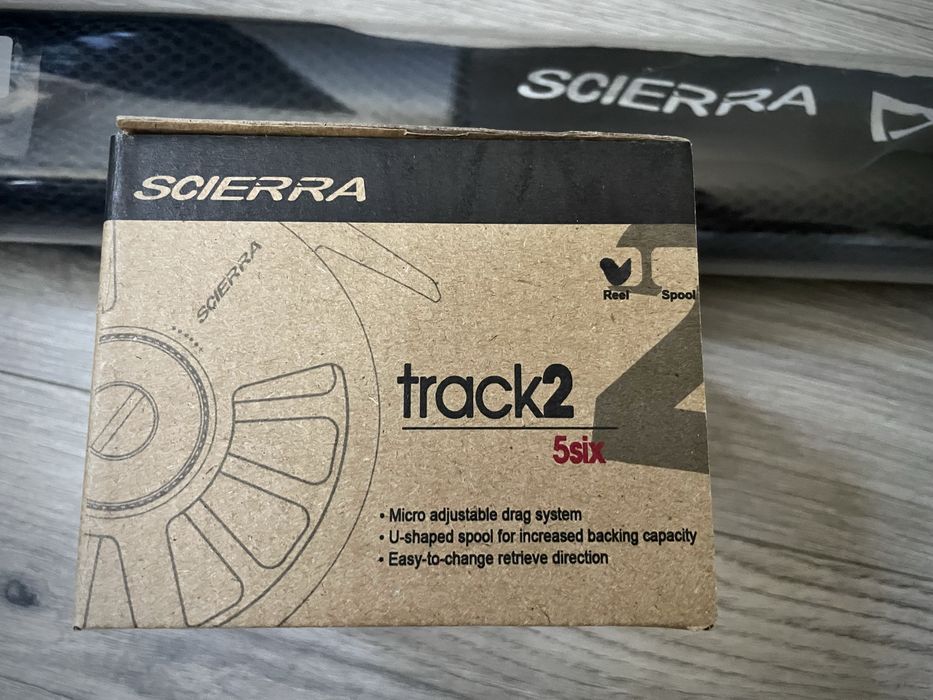 SCIERRA
SCIERRA
SCIERRA
Reel Spool
track2
5six
• Micro adjustable drag system
• U-shaped spool for increased backing capacity
• Easy-to-change retrieve direction
2